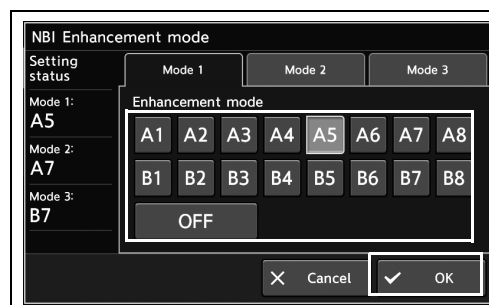 NBI Enhancement mode
Setting status
Mode 1:
A5
Mode 2:
A7
Mode 3:
B7
Mode 1 Mode 2 Mode 3
Enhancement mode
A1 A2 A3 A4 A5 A6 A7 A8
B1 B2 B3 B4 B5 B6 B7 B8
OFF
Cancel OK